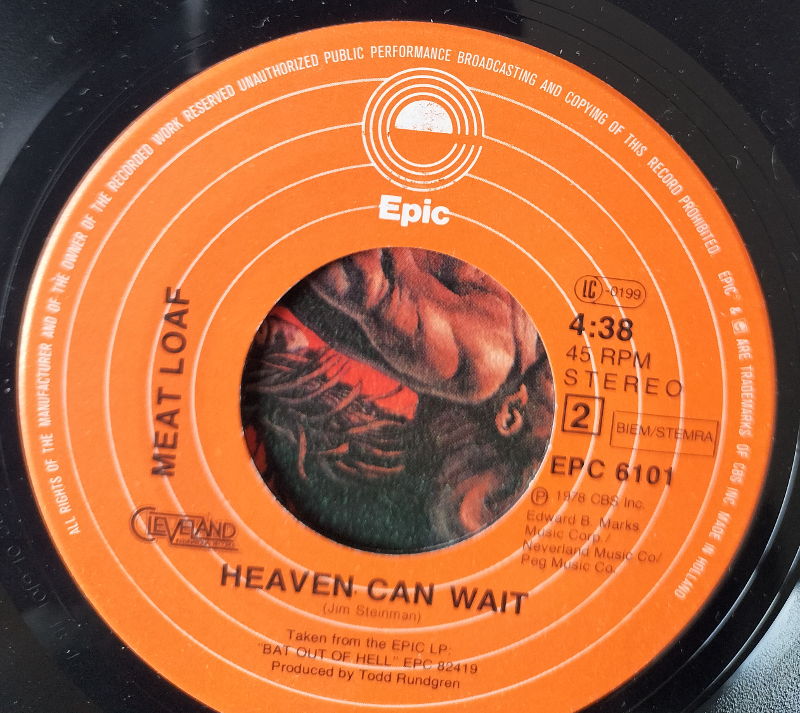 ALL RIGHTS OF THE MANUFACTURER AND OF THE OWNER OF THE RECORDED WORK RESERVED UNAUTHORIZED PUBLIC PERFORMANCE BROADCASTING AND COPYING OF THIS RECORD PROHIBITED. EPIC® & ARE TRADEMARKS OF CBS INC MADE IN HOLLAND
Epic
MEAT LOAF
LC-0199
4:38
45 RPM
STEREO
2
BIEM/STEMRA
EPC 6101
℗ 1978 CBS Inc.
Edward B. Marks
Music Corp./
Neverland Music Co/
Peg Music Co.
CLEVELAND
HEAVEN CAN WAIT
(Jim Steinman)
Taken from the EPIC LP:
"BAT OUT OF HELL" EPC 82419
Produced by Todd Rundgren